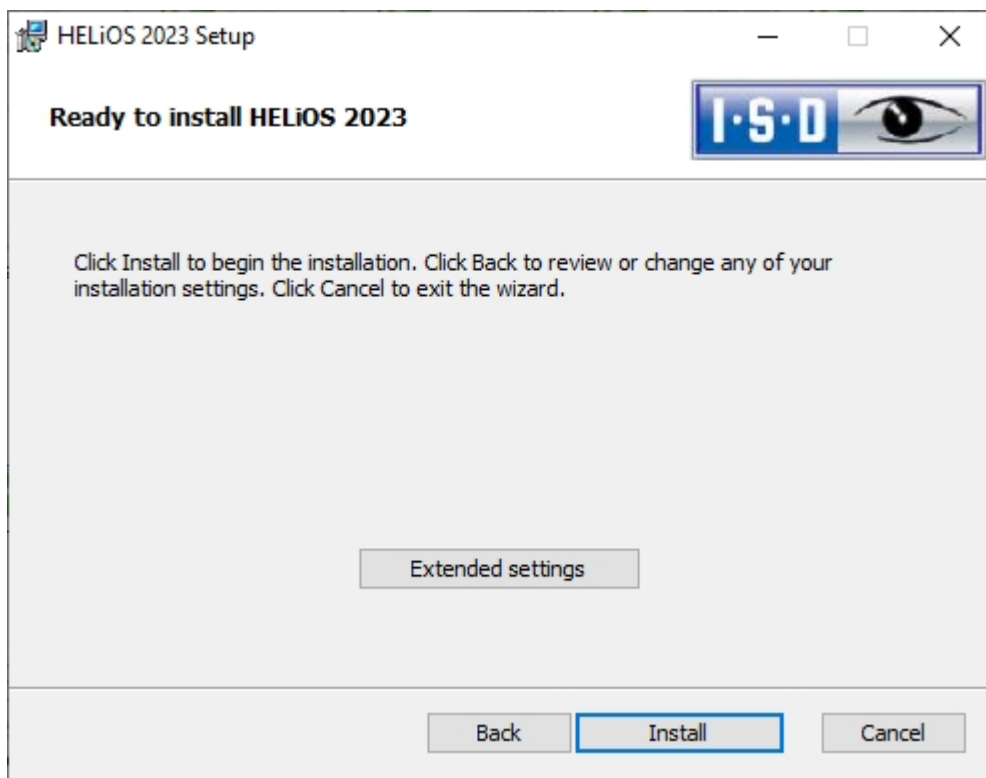 HELiOS 2023 Setup
Ready to install HELiOS 2023
I·S·D
Click Install to begin the installation. Click Back to review or change any of your
installation settings. Click Cancel to exit the wizard.
Extended settings
Back Install Cancel